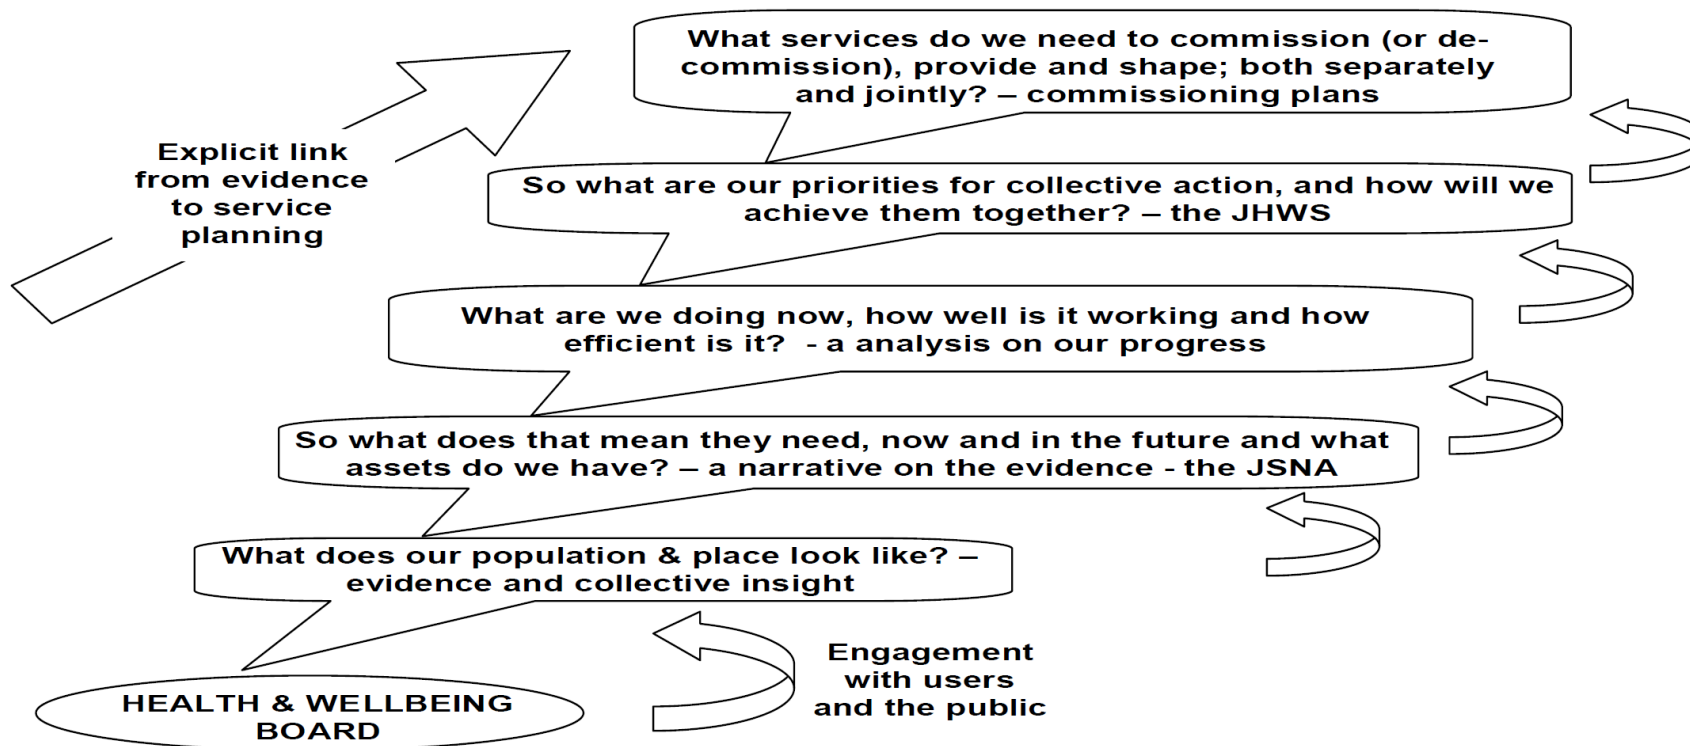 What services do we need to commission (or de-
commission), provide and shape; both separately
and jointly? – commissioning plans
Explicit link
from evidence
to service
planning
So what are our priorities for collective action, and how will we
achieve them together? – the JHWS
What are we doing now, how well is it working and how
efficient is it?  - a analysis on our progress
So what does that mean they need, now and in the future and what
assets do we have? – a narrative on the evidence - the JSNA
What does our population & place look like? –
evidence and collective insight
Engagement
with users
and the public
HEALTH & WELLBEING
BOARD